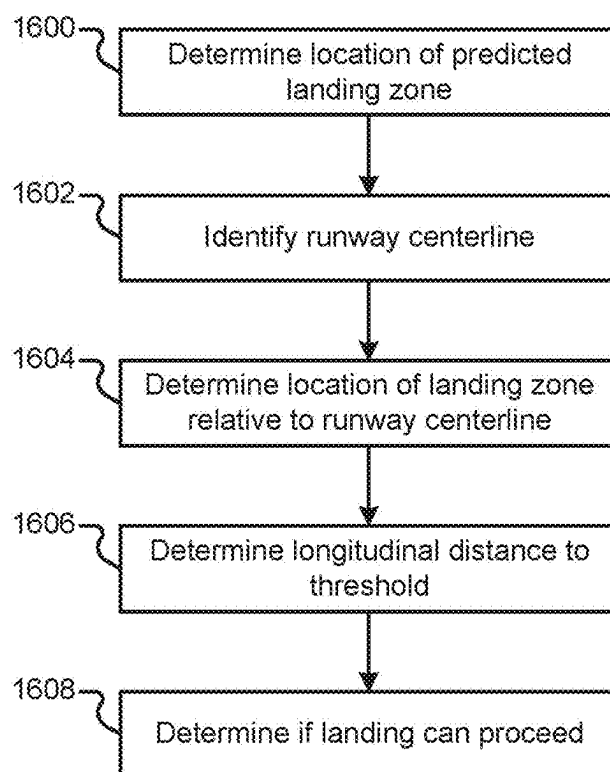 1600
Determine location of predicted
landing zone
1602
Identify runway centerline
1604
Determine location of landing zone
relative to runway centerline
1606
Determine longitudinal distance to
threshold
1608
Determine if landing can proceed